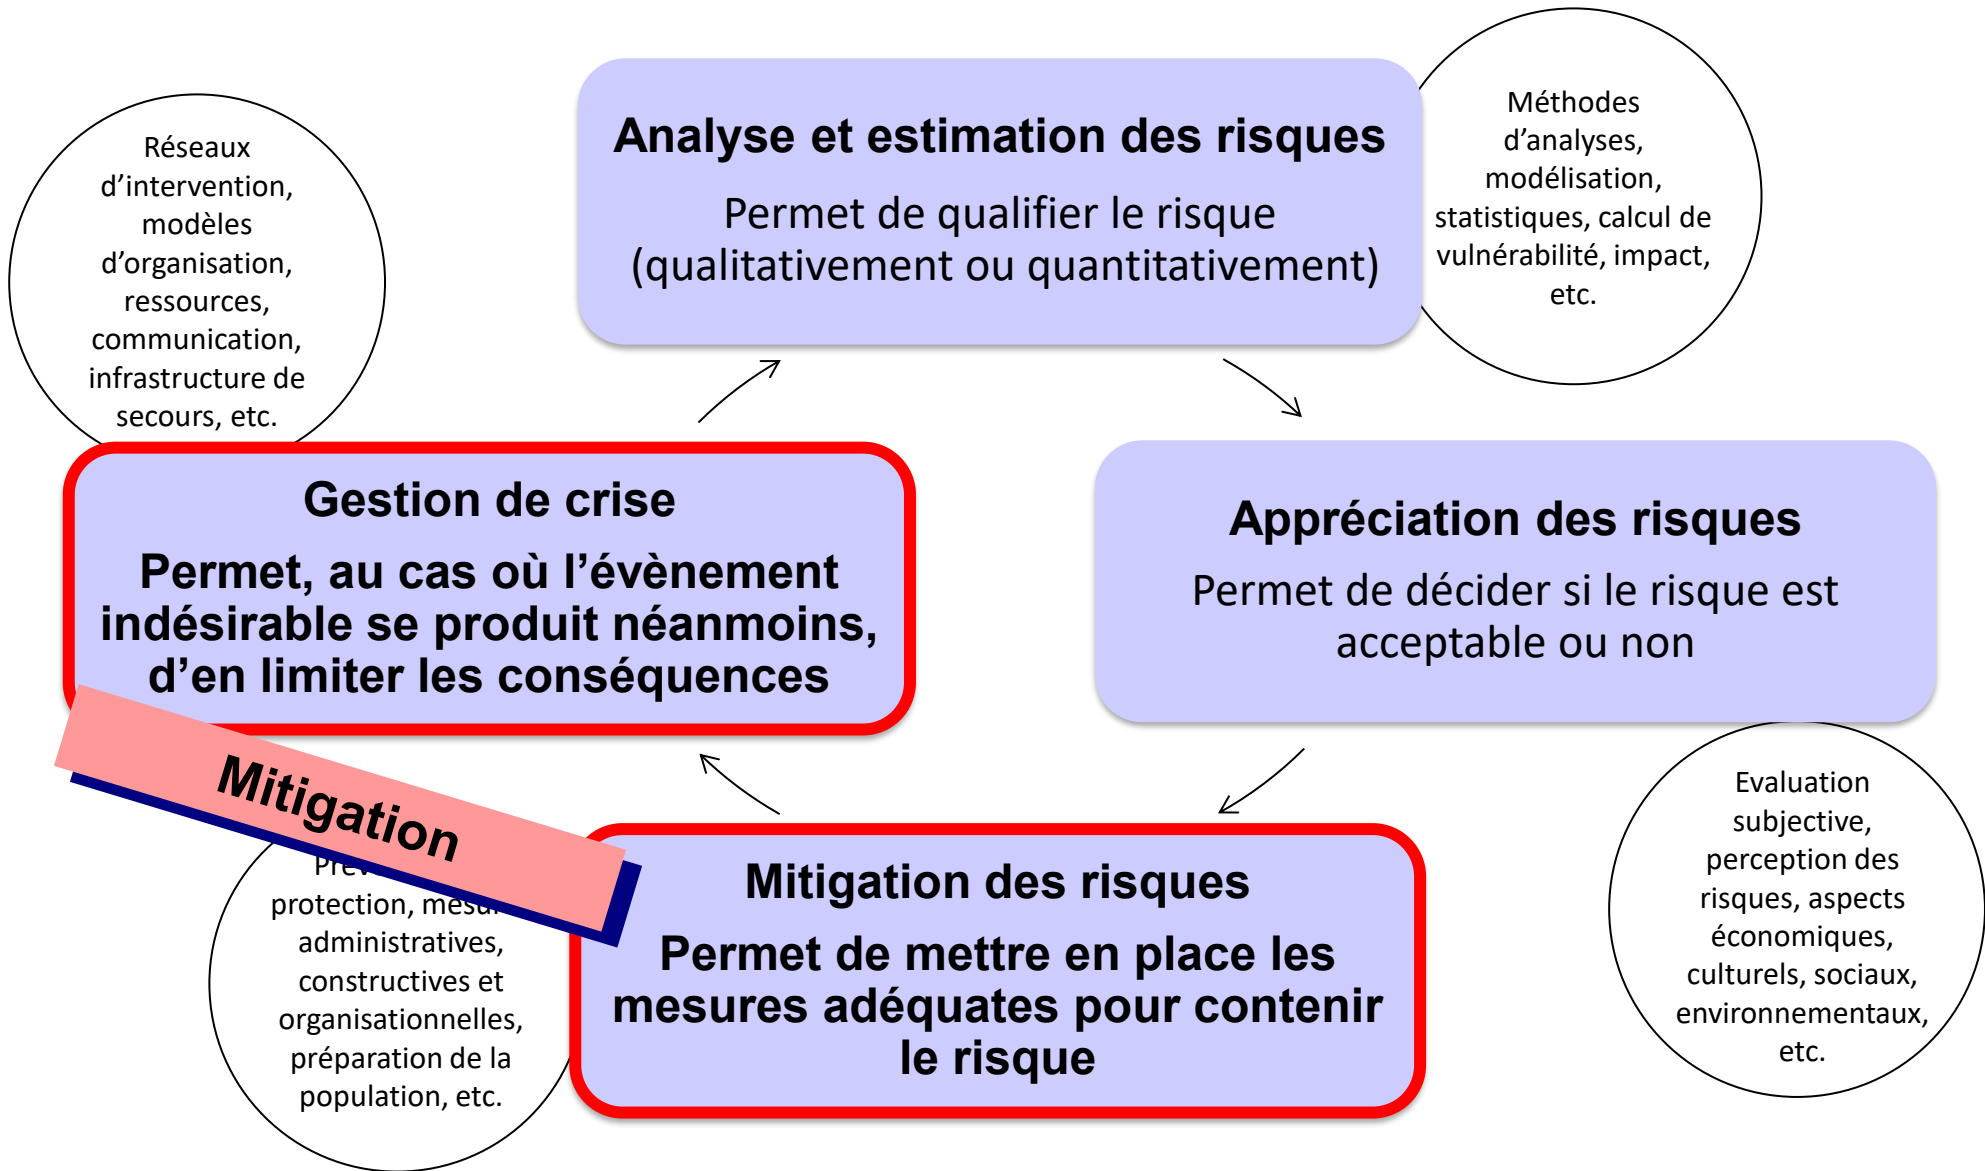 Analyse et estimation des risques
Permet de qualifier le risque
(qualitativement ou quantitativement)
Méthodes
d’analyses,
modélisation,
statistiques, calcul de
vulnérabilité, impact,
etc.
Réseaux
d’intervention,
modèles
d’organisation,
ressources,
communication,
infrastructure de
secours, etc.
Gestion de crise
Permet, au cas où l’évènement
indésirable se produit néanmoins,
d’en limiter les conséquences
Appréciation des risques
Permet de décider si le risque est
acceptable ou non
Evaluation
subjective,
perception des
risques, aspects
économiques,
culturels, sociaux,
environnementaux,
etc.
Mitigation
Mitigation des risques
Permet de mettre en place les
mesures adéquates pour contenir
le risque
protection,
administratives,
constructives et
organisationnelles,
préparation de la
population, etc.